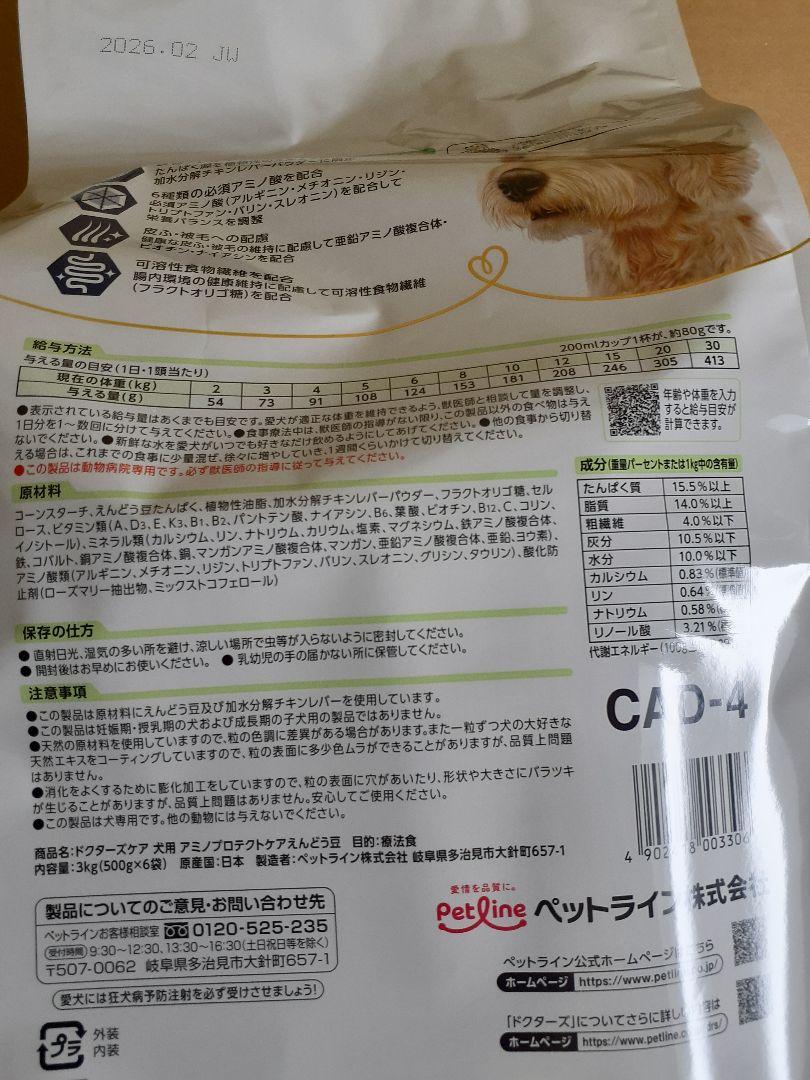 2026.02 JW
加水分解チキンレバーパウダー
6種類の必須アミノ酸を配合
必須アミノ酸(アルギニン・メチオニン・リジン・
トリプトファン・バリン・スレオニン)を配合して
栄養バランスを調整
皮ふ・被毛への配慮
健康な皮ふ・被毛の維持に配慮して亜鉛アミノ酸複合体・
ビオチン・ナイアシンを配合
可溶性食物繊維を配合
腸内環境の健康維持に配慮して可溶性食物繊維
(フラクトオリゴ糖)を配合
給与方法
200mlカップ1杯が、約80gです。
与える量の目安(1日・1頭当たり)
現在の体重(kg) 2 3 4 5 6 8 10 12 15 20 30
与える量(g) 54 73 91 108 124 153 181 208 246 305 413
●表示されている給与量はあくまでも目安です。愛犬が適正な体重を維持できるよう、獣医師と相談して量を調整し、
1日分を1～数回に分けて与えてください。●食事療法中は、獣医師の指導がない限り、この製品以外の食べ物は与え
ないでください。●新鮮な水を愛犬がいつでも好きなだけ飲めるようにしてあげてください。●他の食事から切り替
える場合は、これまでの食事に少量混ぜ、徐々に増やしていき、1週間くらいかけて切り替えてください。
●この製品は動物病院専用です。必ず獣医師の指導に従って与えてください。
年齢や体重を入力
すると給与目安が
計算できます。
原材料
コーンスターチ、えんどう豆たんぱく、植物性油脂、加水分解チキンレバーパウダー、フラクトオリゴ糖、セル
ロース、ビタミン類(A、D3、E、K3、B1、B2、パントテン酸、ナイアシン、B6、葉酸、ビオチン、B12、C、コリン、
イノシトール)、ミネラル類(カルシウム、リン、ナトリウム、カリウム、塩素、マグネシウム、鉄アミノ酸複合体、
鉄、コバルト、銅アミノ酸複合体、銅、マンガンアミノ酸複合体、マンガン、亜鉛アミノ酸複合体、亜鉛、ヨウ素)、
アミノ酸類(アルギニン、メチオニン、リジン、トリプトファン、バリン、スレオニン、グリシン、タウリン)、酸化防
止剤(ローズマリー抽出物、ミックストコフェロール)
成分(重量パーセントまたは1kg中の含有量)
たんぱく質 15.5%以上
脂質 14.0%以上
粗繊維 4.0%以下
灰分 10.5%以下
水分 10.0%以下
カルシウム 0.83%(標準値)
リン 0.64%
ナトリウム 0.58%
リノール酸 3.21%
代謝エネルギー(100g
CAD-4
保存の仕方
●直射日光、湿気の多い所を避け、涼しい場所で虫等が入らないように密封してください。
●開封後はお早めにお使いください。 ●乳幼児の手の届かない所に保管してください。
注意事項
●この製品は原材料にえんどう豆及び加水分解チキンレバーを使用しています。
●この製品は妊娠期・授乳期の犬および成長期の子犬用の製品ではありません。
●天然の原材料を使用していますので、粒の色調に差異がある場合があります。また一粒ずつ犬の大好きな
天然エキスをコーティングしていますので、粒の表面に多少色ムラができることがありますが、品質上問題
はありません。
●消化をよくするために膨化加工をしていますので、粒の表面に穴があいたり、形状や大きさにバラツキ
が生じることがありますが、品質上問題はありません。安心してご使用ください。
●この製品は犬専用です。他の動物には与えないでください。
商品名:ドクターズケア 犬用 アミノプロテクトケアえんどう豆 目的:療法食
内容量:3kg(500g×6袋) 原産国:日本 製造者:ペットライン株式会社 岐阜県多治見市大針町657-1
製品についてのご意見・お問い合わせ先
ペットラインお客様相談室 0120-525-235
受付時間 9:30~12:30、13:30~16:30(土日祝日等を除く)
〒507-0062 岐阜県多治見市大針町657-1
愛犬には狂犬病予防注射を必ず受けさせましょう!
プラ
外装
内装
愛情を品質に。
Petline ペットライン株式会社
ペットライン公式ホームページはこちら
ホームページ https://www.petline.co.jp/
「ドクターズ」についてさらに詳しい内容は
ホームページ https://www.petline.co.jp/drs/